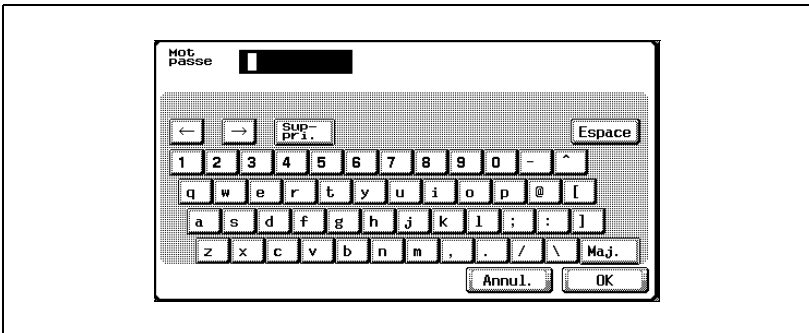 Mot
passe
← → Sup-
pri. Espace
1 2 3 4 5 6 7 8 9 0 - ^
q w e r t y u i o p @ [
a s d f g h j k l ; : ]
z x c v b n m , . / \ Maj.
Annul. OK